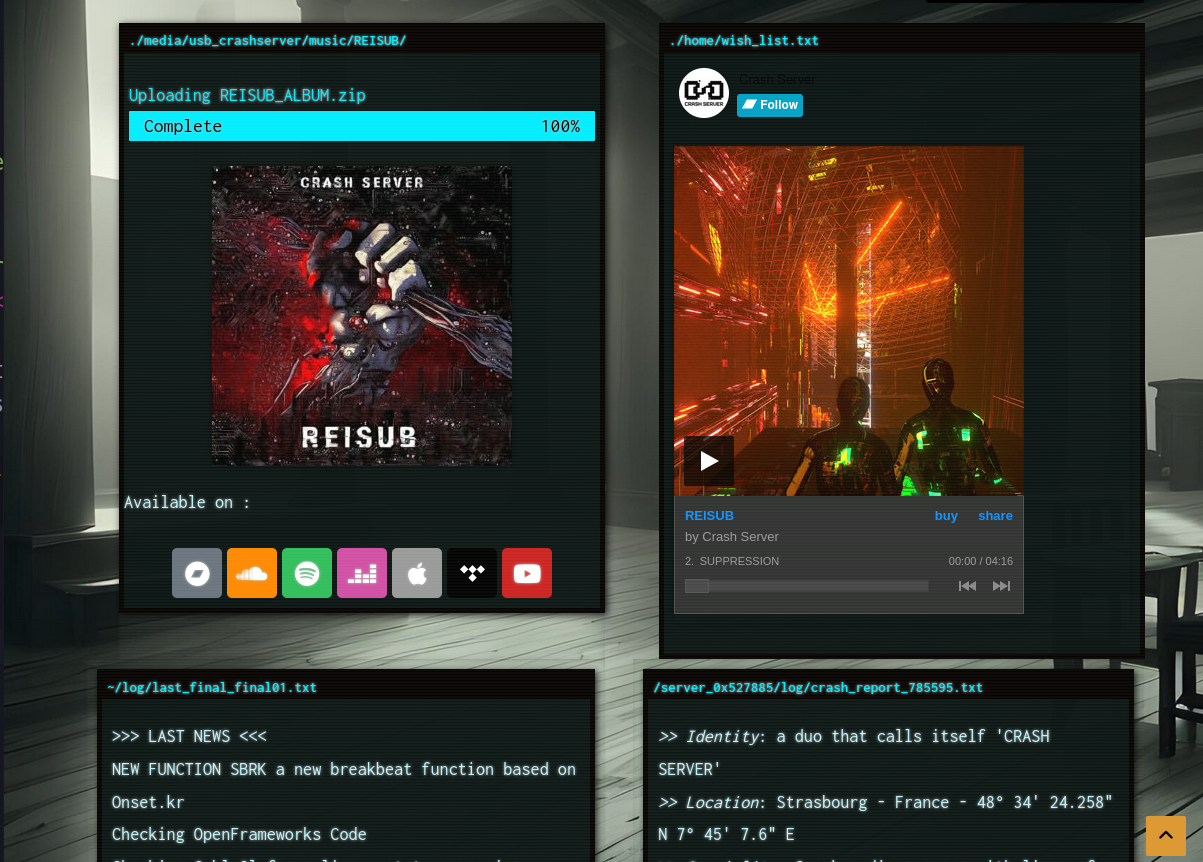 ./media/usb_crashserver/music/REISUB/
Uploading REISUB_ALBUM.zip
Complete 100%
CRASH SERVER
REISUB
Available on :
./home/wish_list.txt
CRASH SERVER
Crash Server
Follow
REISUB buy share
by Crash Server
2. SUPPRESSION 00:00 / 04:16
~/log/last_final_final01.txt
>>> LAST NEWS <<<
NEW FUNCTION SBRK a new breakbeat function based on
Onset.kr
Checking OpenFrameworks Code
/server_0x527885/log/crash_report_785595.txt
>> Identity: a duo that calls itself 'CRASH
SERVER'
>> Location: Strasbourg - France - 48° 34' 24.258"
N 7° 45' 7.6" E